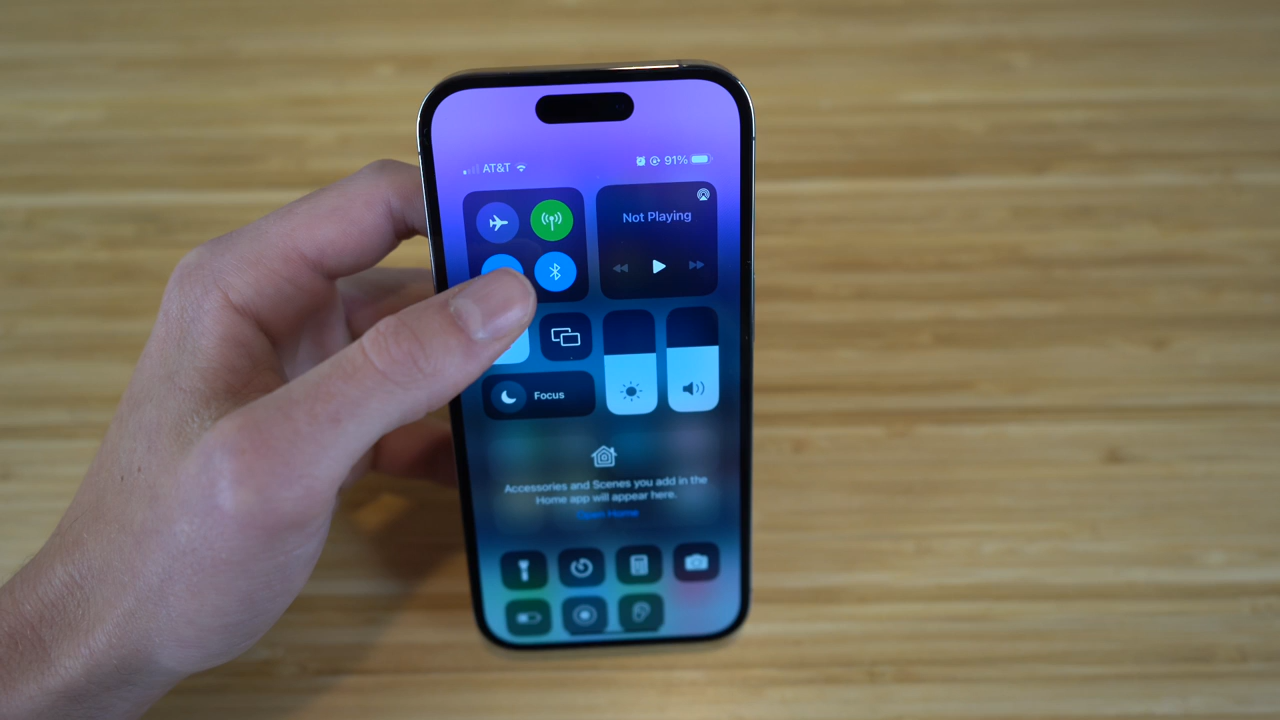 AT&T 91%
Not Playing
Focus
Accessories and Scenes you add in the
Home app will appear here.
Open Home